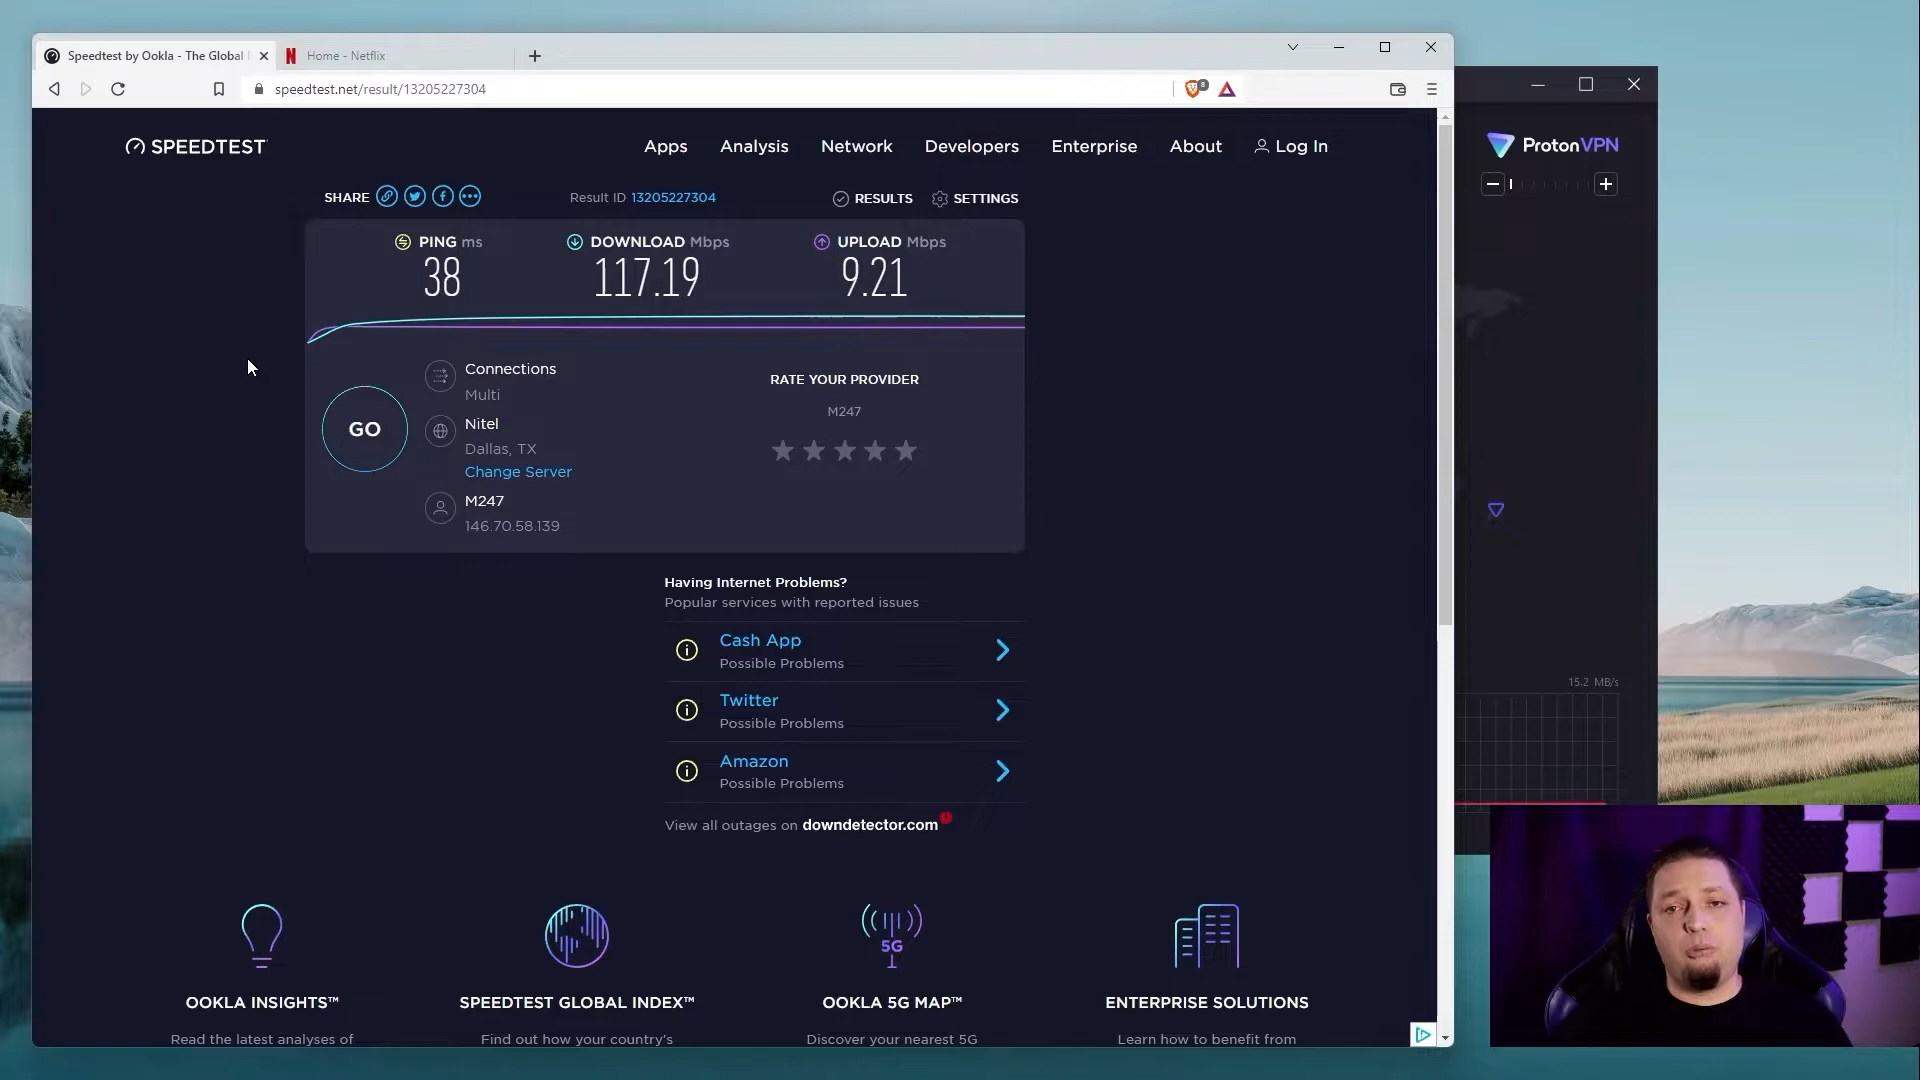 Speedtest by Ookla - The Global
Home - Netflix
speedtest.net/result/13205227304
SPEEDTEST
Apps
Analysis
Network
Developers
Enterprise
About
Log In
SHARE
Result ID 13205227304
RESULTS
SETTINGS
PING ms
38
DOWNLOAD Mbps
117.19
UPLOAD Mbps
9.21
GO
Connections
Multi
Nitel
Dallas, TX
Change Server
M247
146.70.58.139
RATE YOUR PROVIDER
M247
Having Internet Problems?
Popular services with reported issues
Cash App
Possible Problems
Twitter
Possible Problems
Amazon
Possible Problems
View all outages on downdetector.com
5G
OOKLA INSIGHTS™
Read the latest analyses of
SPEEDTEST GLOBAL INDEX™
Find out how your country's
OOKLA 5G MAP™
Discover your nearest 5G
ENTERPRISE SOLUTIONS
Learn how to benefit from
ProtonVPN
15.2 MB/s